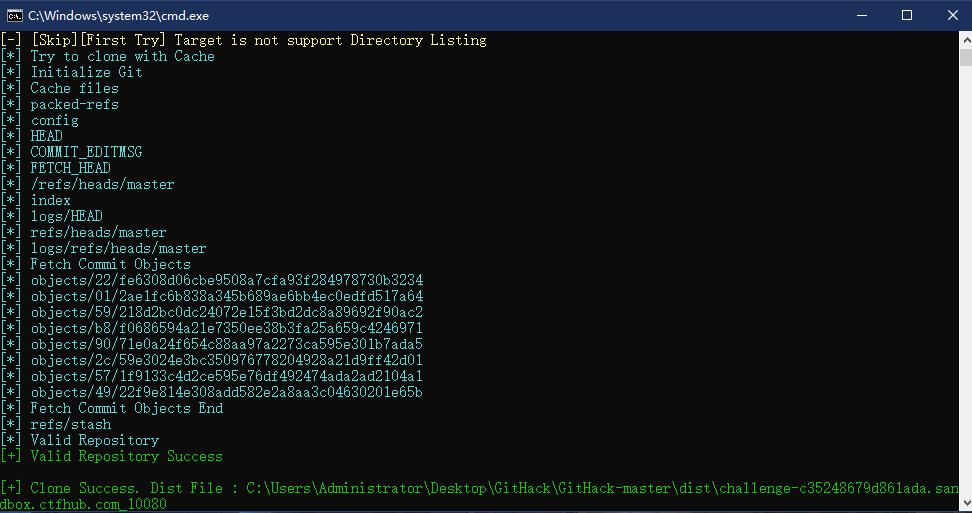 C:\Windows\system32\cmd.exe
[-] [Skip][First Try] Target is not support Directory Listing
[*] Try to clone with Cache
[*] Initialize Git
[*] Cache files
[*] packed-refs
[*] config
[*] HEAD
[*] COMMIT_EDITMSG
[*] FETCH_HEAD
[*] /refs/heads/master
[*] index
[*] logs/HEAD
[*] refs/heads/master
[*] logs/refs/heads/master
[*] Fetch Commit Objects
[*] objects/22/fe6308d06cbe9508a7cfa93f284978730b3234
[*] objects/01/2ae1fc6b838a345b689ae6bb4ec0edfd517a64
[*] objects/59/218d2bc0dc24072e15f3bd2dc8a89692f90ac2
[*] objects/b8/f0686594a21e7350ee38b3fa25a659c4246971
[*] objects/90/71e0a24f654c88aa97a2273ca595e301b7ada5
[*] objects/2c/59e3024e3bc350976778204928a21d9ff42d01
[*] objects/57/1f9133c4d2ce595e76df492474ada2ad2104a1
[*] objects/49/22f9e814e308add582e2a8aa3c04630201e65b
[*] Fetch Commit Objects End
[*] refs/stash
[*] Valid Repository
[+] Valid Repository Success
[+] Clone Success. Dist File : C:\Users\Administrator\Desktop\GitHack\GitHack-master\dist\challenge-c35248679d861ada.san
dbox.ctfhub.com_10080